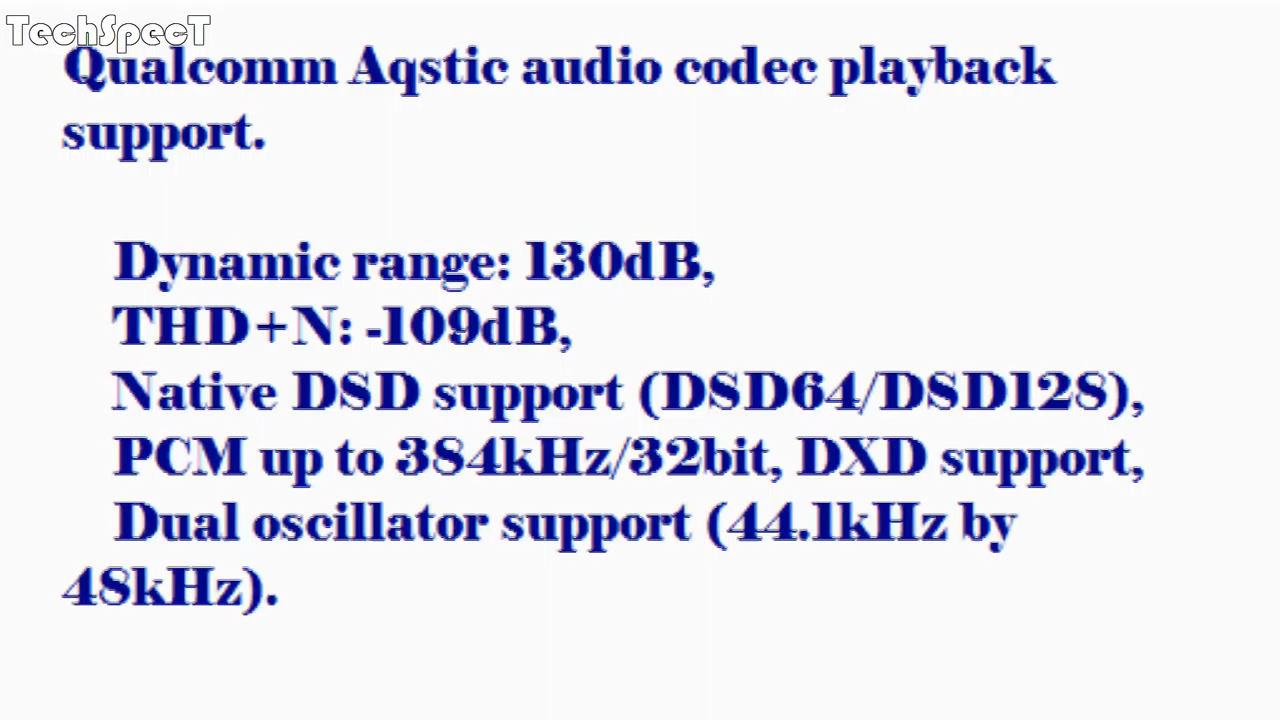 TechSpecT
Qualcomm Aqstic audio codec playback
support.
Dynamic range: 130dB,
THD+N: -109dB,
Native DSD support (DSD64/DSD128),
PCM up to 384kHz/32bit, DXD support,
Dual oscillator support (44.1kHz by
48kHz).